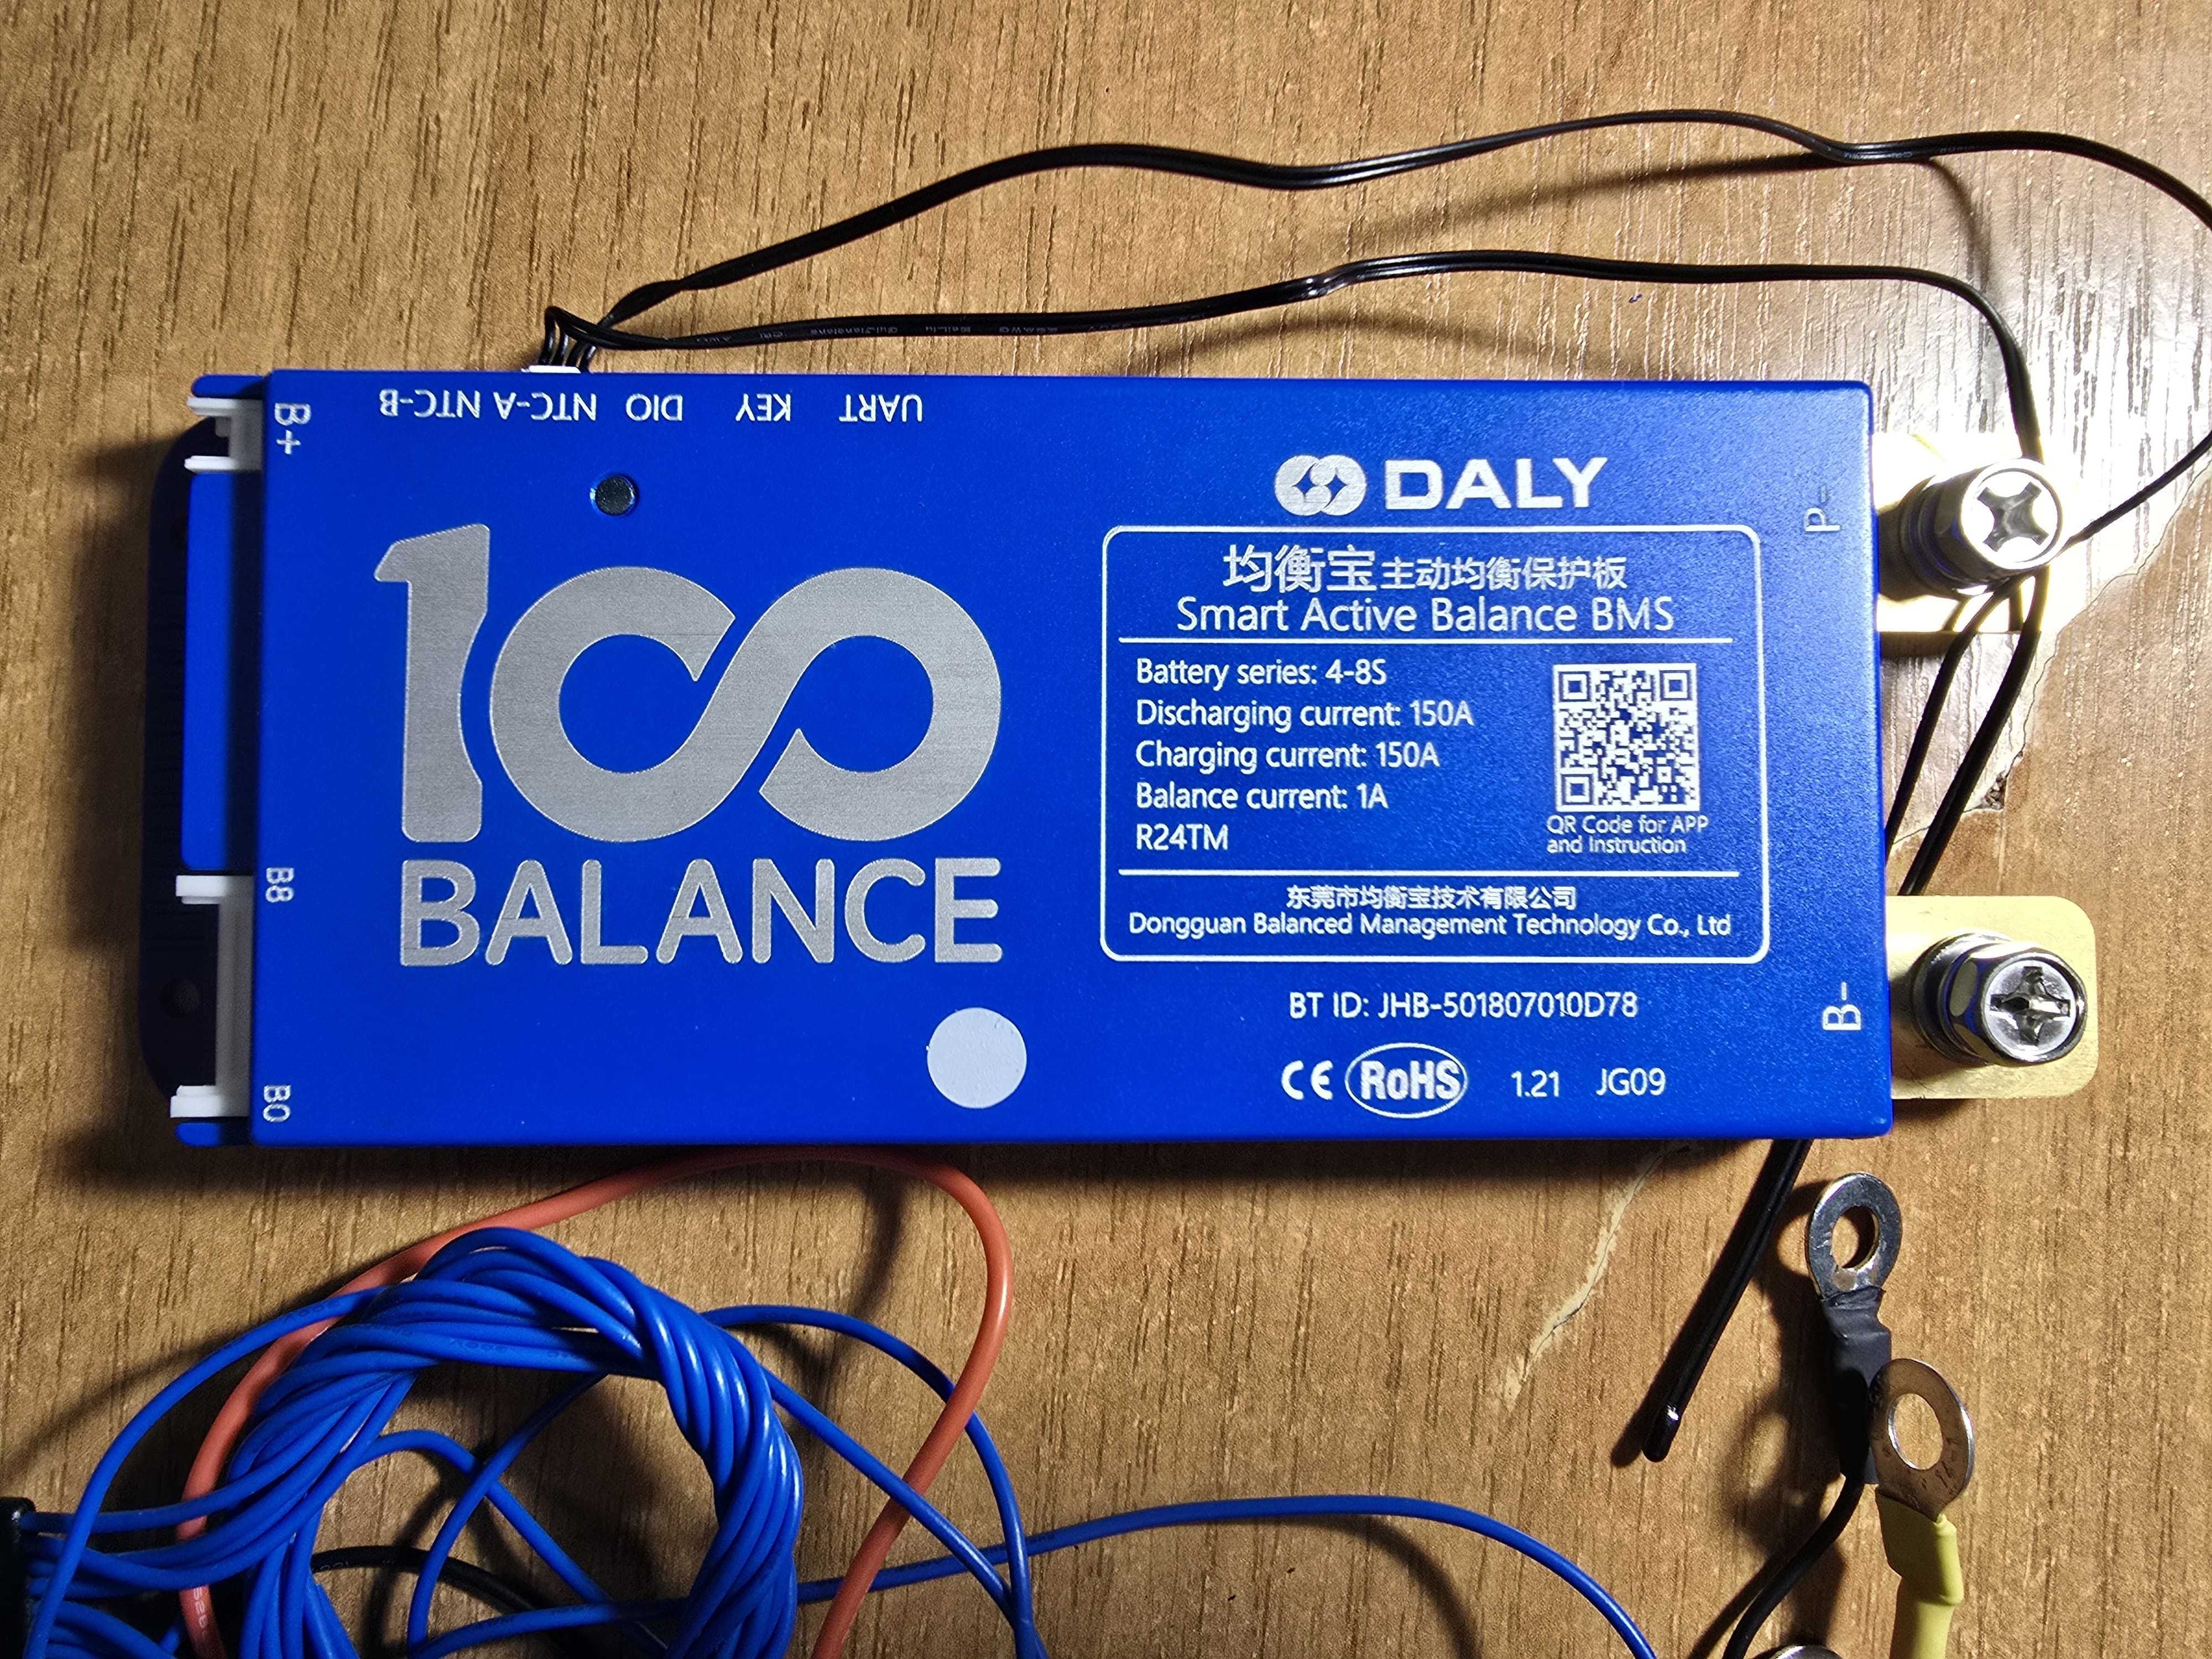 NTC-B NTC-A DIO KEY UART
B+
DALY
P-
100
BALANCE
均衡宝主动均衡保护板
Smart Active Balance BMS
Battery series: 4-8S
Discharging current: 150A
Charging current: 150A
Balance current: 1A
R24TM
QR Code for APP
and Instruction
东莞市均衡宝技术有限公司
Dongguan Balanced Management Technology Co., Ltd
B8
B0
BT ID: JHB-501807010D78
B-
CE RoHS 1.21 JG09